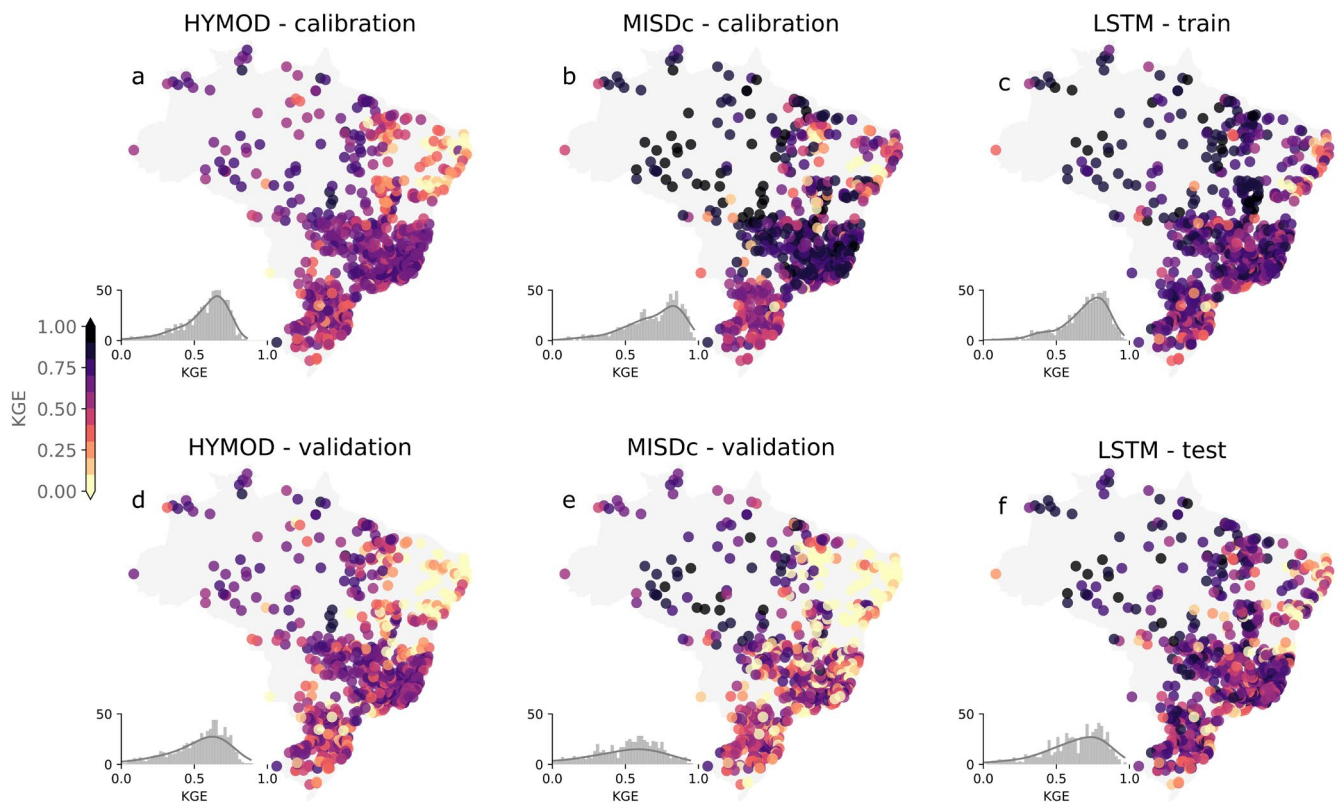 HYMOD - calibration
MISDc - calibration
LSTM - train
a
b
c
50
0
0.0
0.5
1.0
KGE
50
0
0.0
0.5
1.0
KGE
50
0
0.0
0.5
1.0
KGE
KGE
1.00
0.75
0.50
0.25
0.00
HYMOD - validation
MISDc - validation
LSTM - test
d
e
f
50
0
0.0
0.5
1.0
KGE
50
0
0.0
0.5
1.0
KGE
50
0
0.0
0.5
1.0
KGE